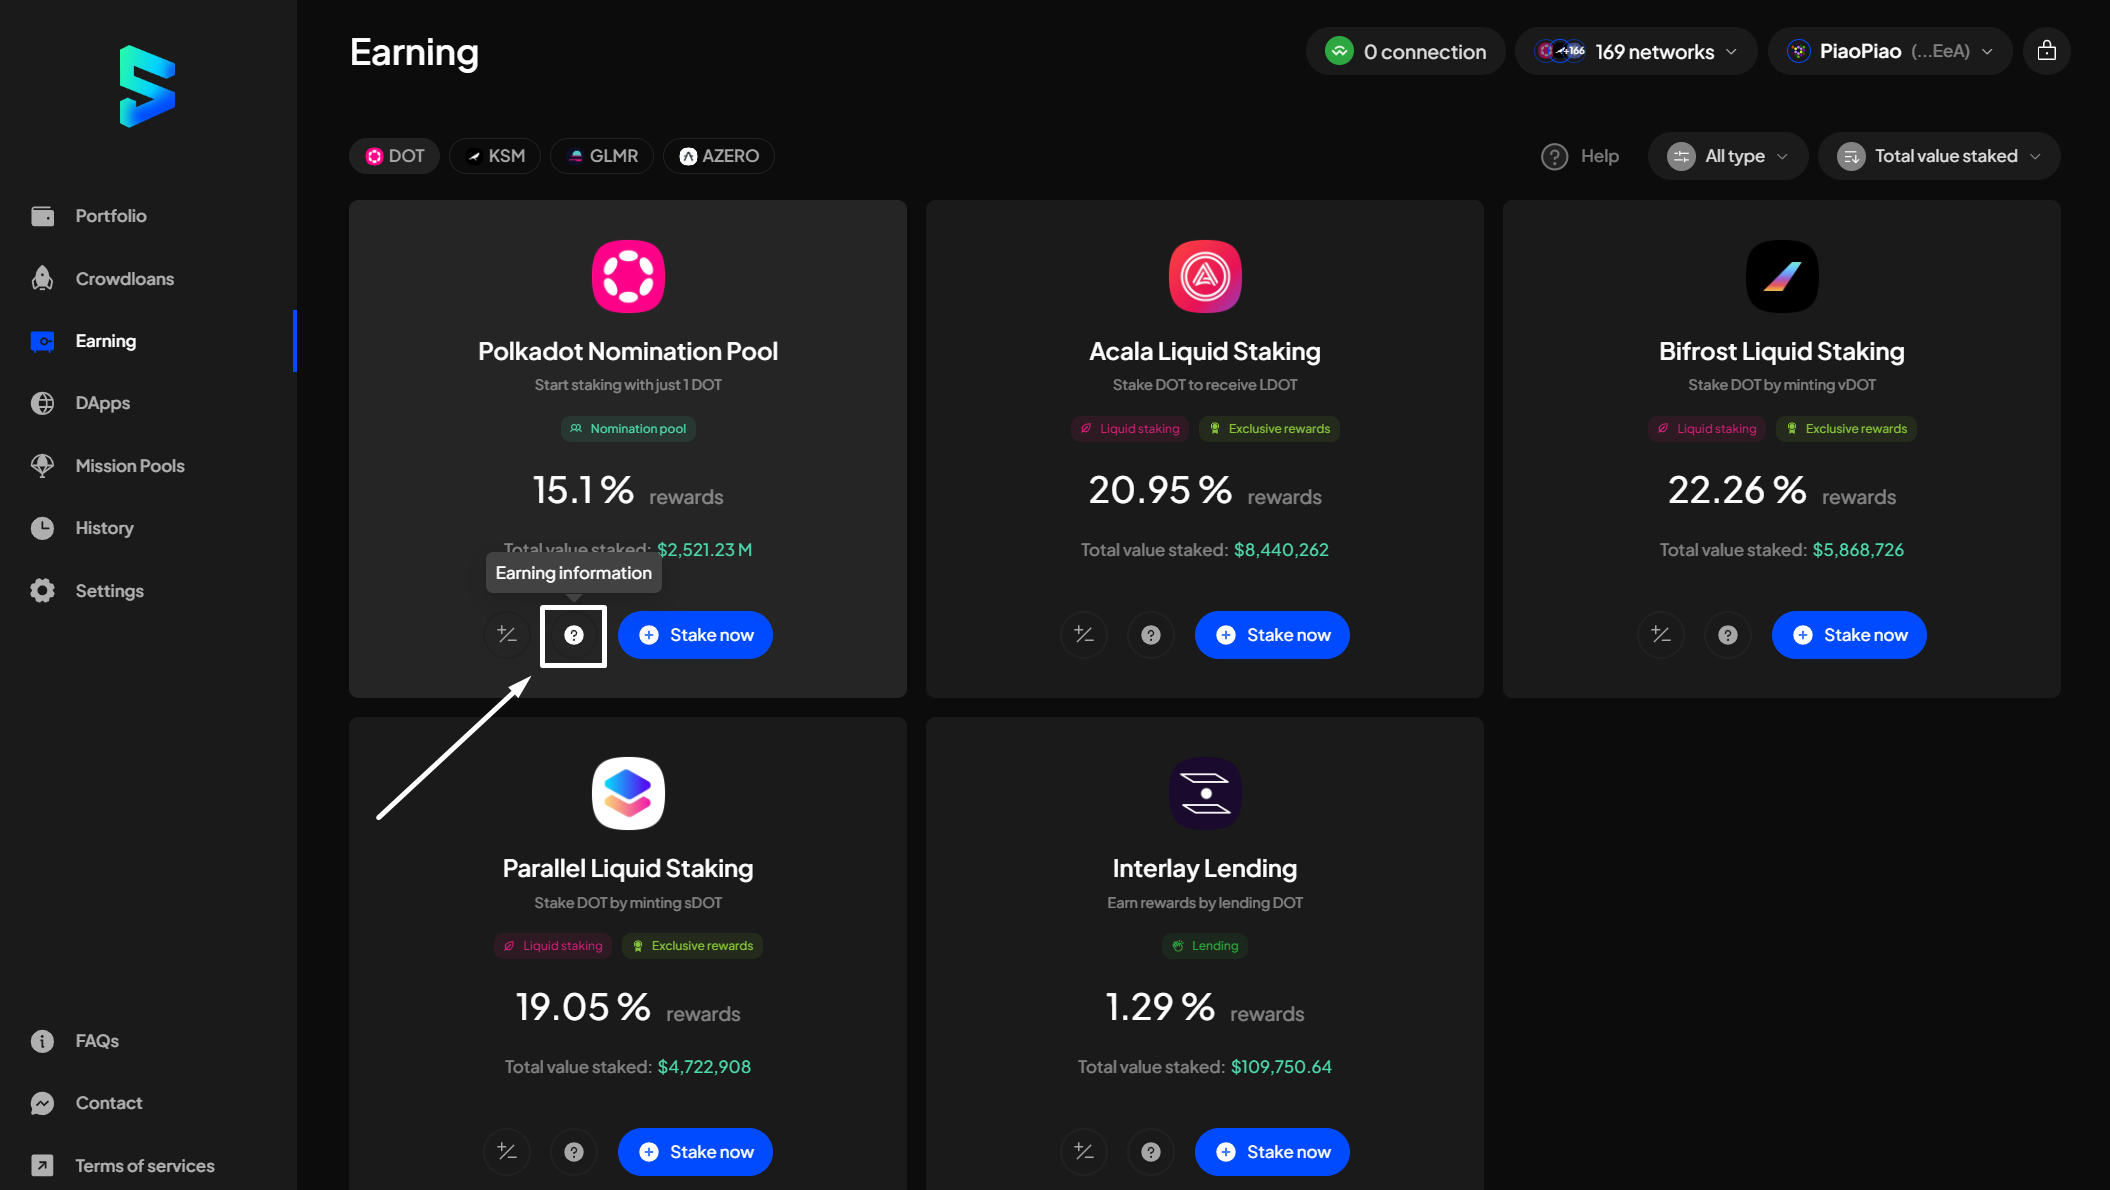 Earning
0 connection
+166
169 networks
PiaoPiao (...EeA)
DOT
KSM
GLMR
AZERO
Help
All type
Total value staked
Portfolio
Crowdloans
Earning
DApps
Mission Pools
History
Settings
FAQs
Contact
Terms of services
Polkadot Nomination Pool
Start staking with just 1 DOT
Nomination pool
15.1 % rewards
Total value staked: $2,521.23 M
Earning information
Stake now
Acala Liquid Staking
Stake DOT to receive LDOT
Liquid staking
Exclusive rewards
20.95 % rewards
Total value staked: $8,440,262
Stake now
Bifrost Liquid Staking
Stake DOT by minting vDOT
Liquid staking
Exclusive rewards
22.26 % rewards
Total value staked: $5,868,726
Stake now
Parallel Liquid Staking
Stake DOT by minting sDOT
Liquid staking
Exclusive rewards
19.05 % rewards
Total value staked: $4,722,908
Stake now
Interlay Lending
Earn rewards by lending DOT
Lending
1.29 % rewards
Total value staked: $109,750.64
Stake now